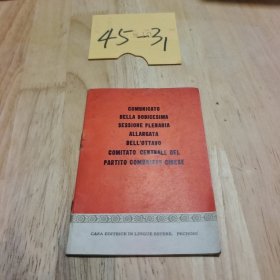 45-31
COMUNICATO
DELLA DODICESIMA
SESSIONE PLENARIA
ALLARGATA
DELL'OTTAVO
COMITATO CENTRALE DEL
PARTITO COMUNISTA CINESE
CASA EDITRICE IN LINGUE ESTERE, PECHINO